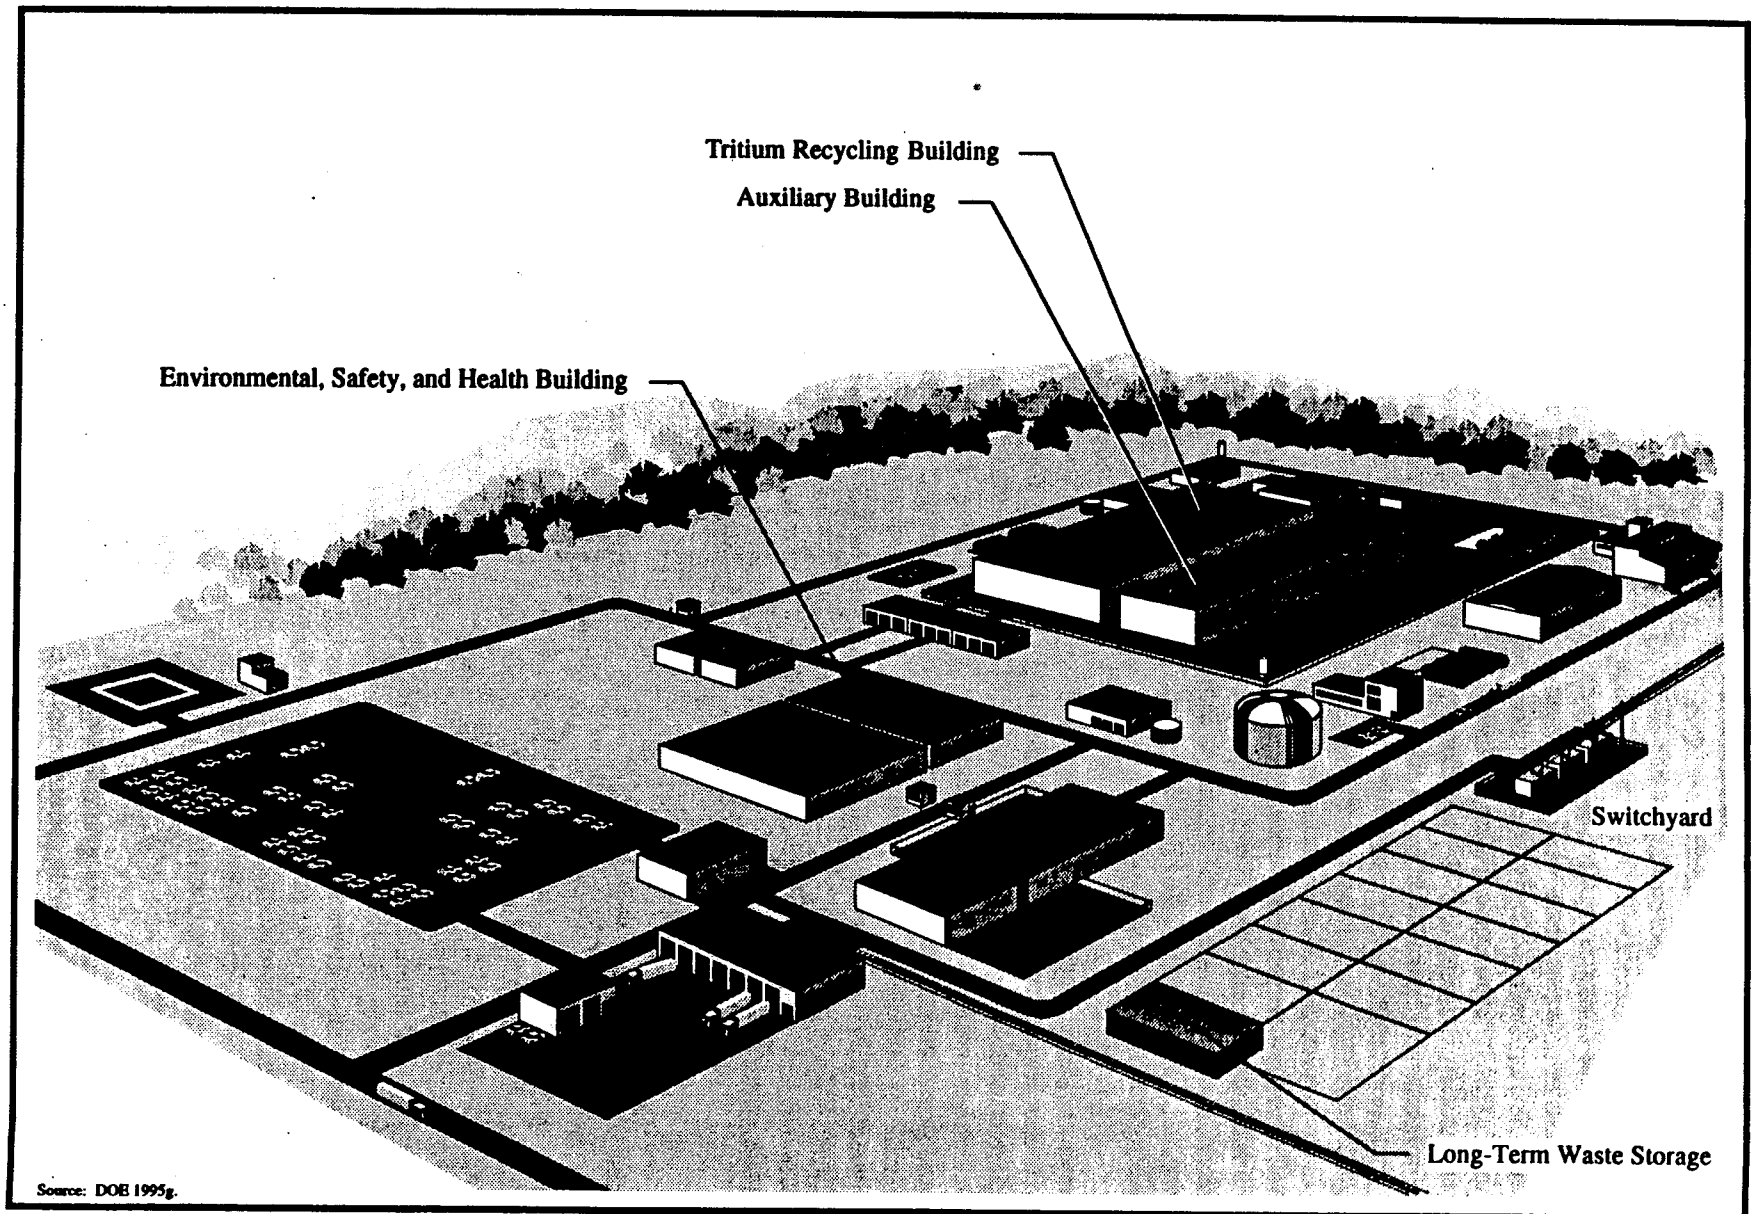 Tritium Recycling Building
Auxiliary Building
Environmental, Safety, and Health Building
Switchyard
Long-Term Waste Storage
Source: DOE 1995g.